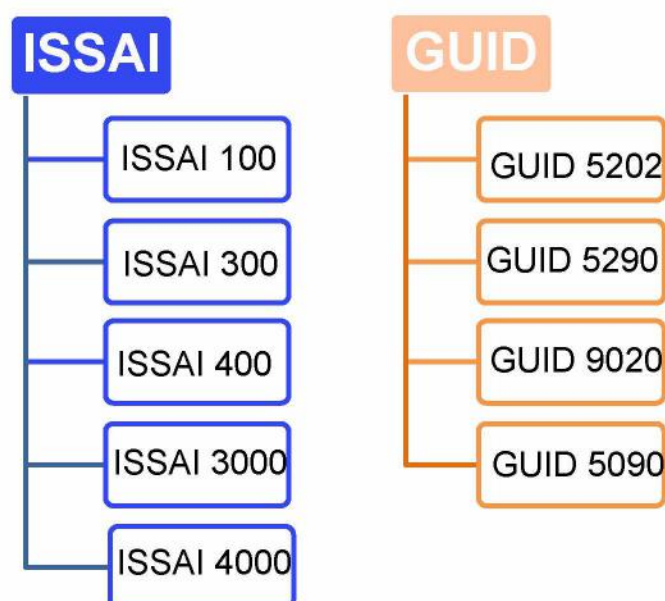 ISSAI
ISSAI 100
ISSAI 300
ISSAI 400
ISSAI 3000
ISSAI 4000
GUID
GUID 5202
GUID 5290
GUID 9020
GUID 5090